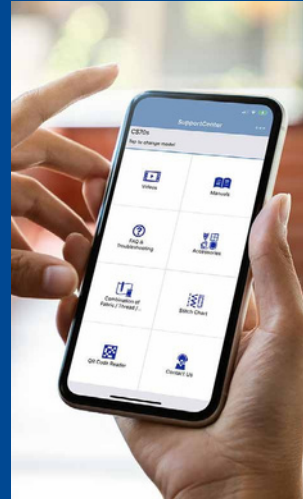 SupportCenter
CS70s
Tap to change model
Videos
Manuals
FAQ &
Troubleshooting
Accessories
Combination of
Fabric / Thread /...
Stitch Chart
QR Code Reader
Contact Us